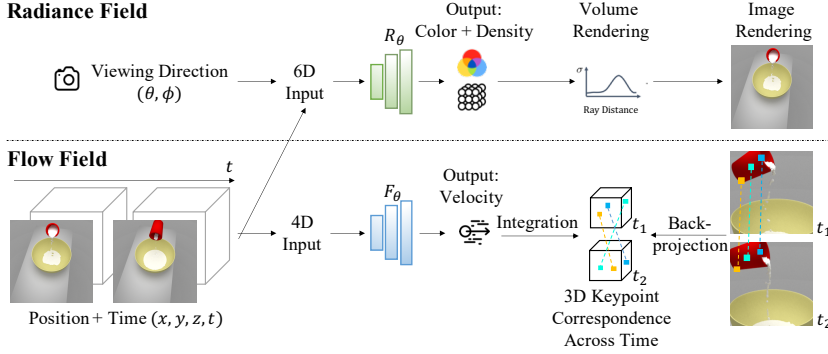 Radiance Field
Viewing Direction
(θ, ϕ)
6D
Input
R_θ
Output:
Color + Density
Volume
Rendering
σ
Ray Distance
Image
Rendering
Flow Field
t
Position + Time (x, y, z, t)
4D
Input
F_θ
Output:
Velocity
Integration
t_1
t_2
3D Keypoint
Correspondence
Across Time
Back-
projection
t_1
t_2